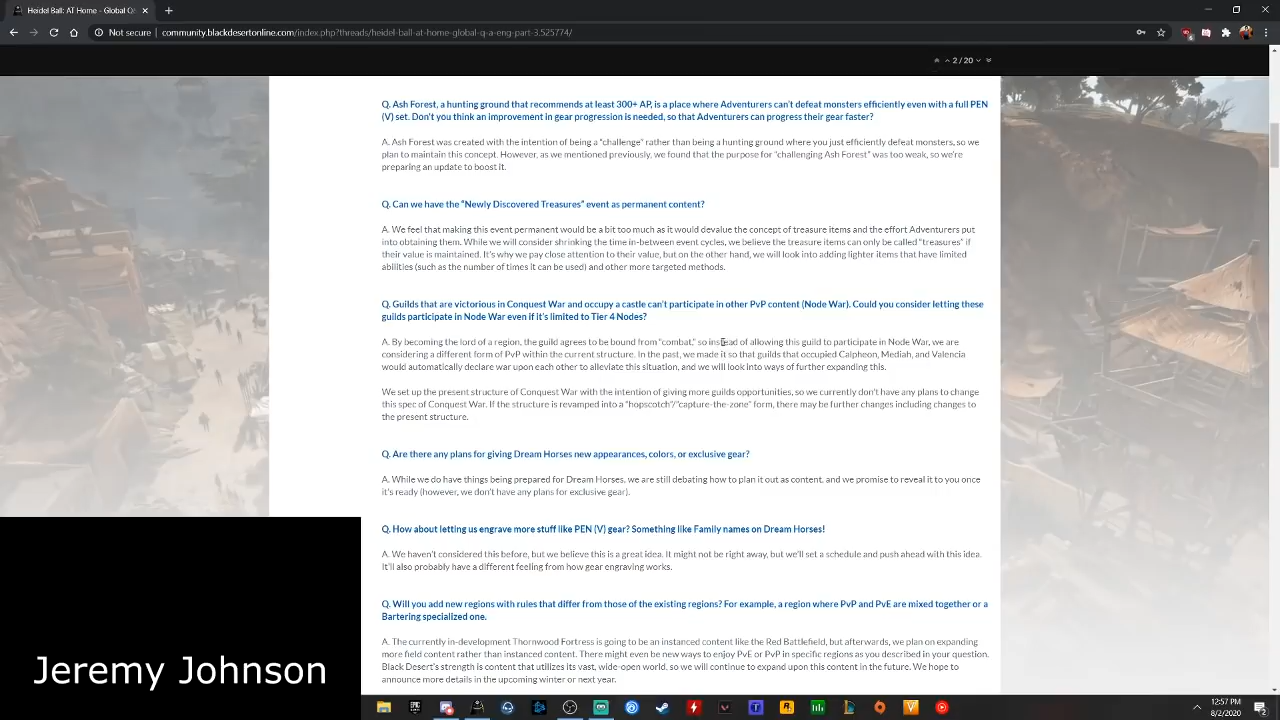 Heidel Ball: AT Home - Global Q&
Not secure | community.blackdesertonline.com/index.php?threads/heidel-ball-at-home-global-q-a-eng-part-3.525774/
2 / 20
Q. Ash Forest, a hunting ground that recommends at least 300+ AP, is a place where Adventurers can't defeat monsters efficiently even with a full PEN
(V) set. Don't you think an improvement in gear progression is needed, so that Adventurers can progress their gear faster?
A. Ash Forest was created with the intention of being a "challenge" rather than being a hunting ground where you just efficiently defeat monsters, so we
plan to maintain this concept. However, as we mentioned previously, we found that the purpose for "challenging Ash Forest" was too weak, so we're
preparing an update to boost it.
Q. Can we have the "Newly Discovered Treasures" event as permanent content?
A. We feel that making this event permanent would be a bit too much as it would devalue the concept of treasure items and the effort Adventurers put
into obtaining them. While we will consider shrinking the time in-between event cycles, we believe the treasure items can only be called "treasures" if
their value is maintained. It's why we pay close attention to their value, but on the other hand, we will look into adding lighter items that have limited
abilities (such as the number of times it can be used) and other more targeted methods.
Q. Guilds that are victorious in Conquest War and occupy a castle can't participate in other PvP content (Node War). Could you consider letting these
guilds participate in Node War even if it's limited to Tier 4 Nodes?
A. By becoming the lord of a region, the guild agrees to be bound from "combat," so instead of allowing this guild to participate in Node War, we are
considering a different form of PvP within the current structure. In the past, we made it so that guilds that occupied Calpheon, Mediah, and Valencia
would automatically declare war upon each other to alleviate this situation, and we will look into ways of further expanding this.
We set up the present structure of Conquest War with the intention of giving more guilds opportunities, so we currently don't have any plans to change
this spec of Conquest War. If the structure is revamped into a "hopscotch"/"capture-the-zone" form, there may be further changes including changes to
the present structure.
Q. Are there any plans for giving Dream Horses new appearances, colors, or exclusive gear?
A. While we do have things being prepared for Dream Horses, we are still debating how to plan it out as content, and we promise to reveal it to you once
it's ready (however, we don't have any plans for exclusive gear).
Q. How about letting us engrave more stuff like PEN (V) gear? Something like Family names on Dream Horses!
A. We haven't considered this before, but we believe this is a great idea. It might not be right away, but we'll set a schedule and push ahead with this idea.
It'll also probably have a different feeling from how gear engraving works.
Q. Will you add new regions with rules that differ from those of the existing regions? For example, a region where PvP and PvE are mixed together or a
Bartering specialized one.
A. The currently in-development Thornwood Fortress is going to be an instanced content like the Red Battlefield, but afterwards, we plan on expanding
more field content rather than instanced content. There might even be new ways to enjoy PvE or PvP in specific regions as you described in your question.
Black Desert's strength is content that utilizes its vast, wide-open world, so we will continue to expand upon this content in the future. We hope to
announce more details in the upcoming winter or next year.
Jeremy Johnson
12:57 PM
8/2/2020